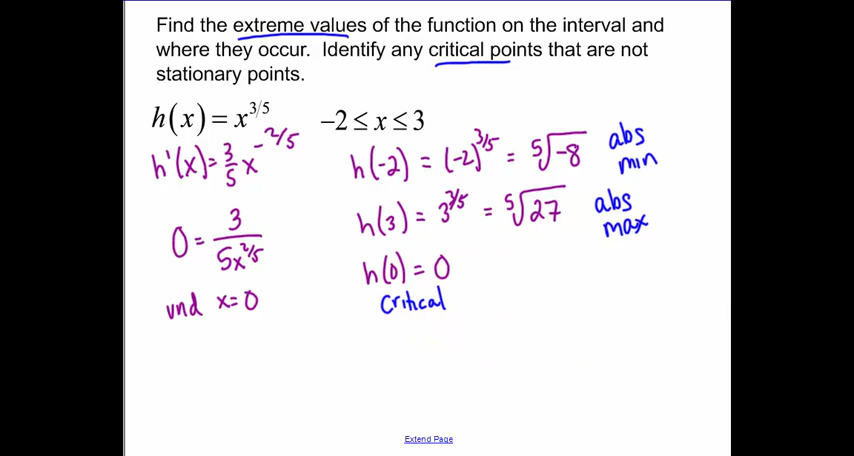 Find the extreme values of the function on the interval and
where they occur. Identify any critical points that are not
stationary points.
h(x) = x^{3/5} −2 ≤ x ≤ 3
h'(x) = 3/5 x^{-2/5}
0 = 3/(5x^{2/5})
und x = 0
h(-2) = (-2)^{3/5} = ⁵√-8 abs min
h(3) = 3^{3/5} = ⁵√27 abs max
h(0) = 0
Critical
Extend Page